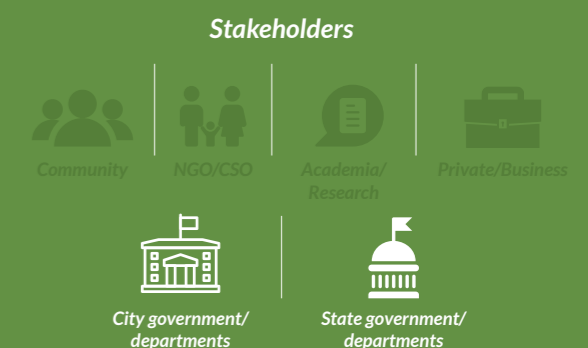 Stakeholders
Community
NGO/CSO
Academia/
Research
Private/Business
City government/
departments
State government/
departments